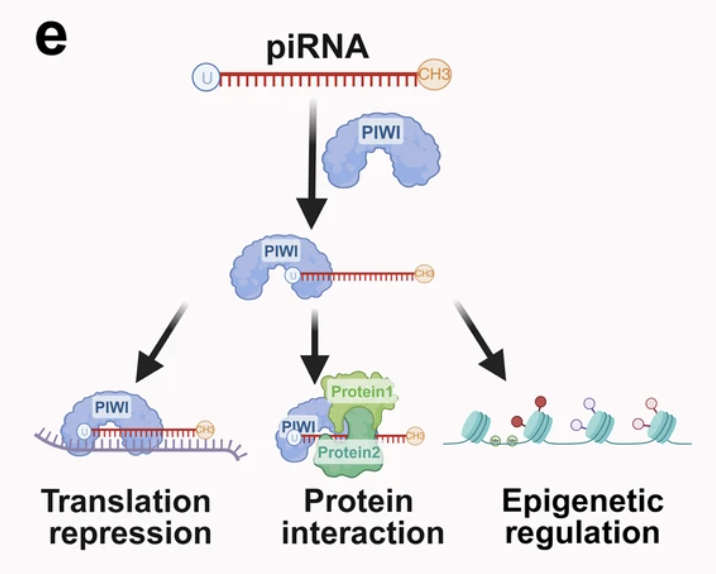 e
piRNA
U
CH3
PIWI
PIWI
U
CH3
PIWI
U
CH3
Protein1
PIWI
U
CH3
Protein2
Translation
repression
Protein
interaction
Epigenetic
regulation